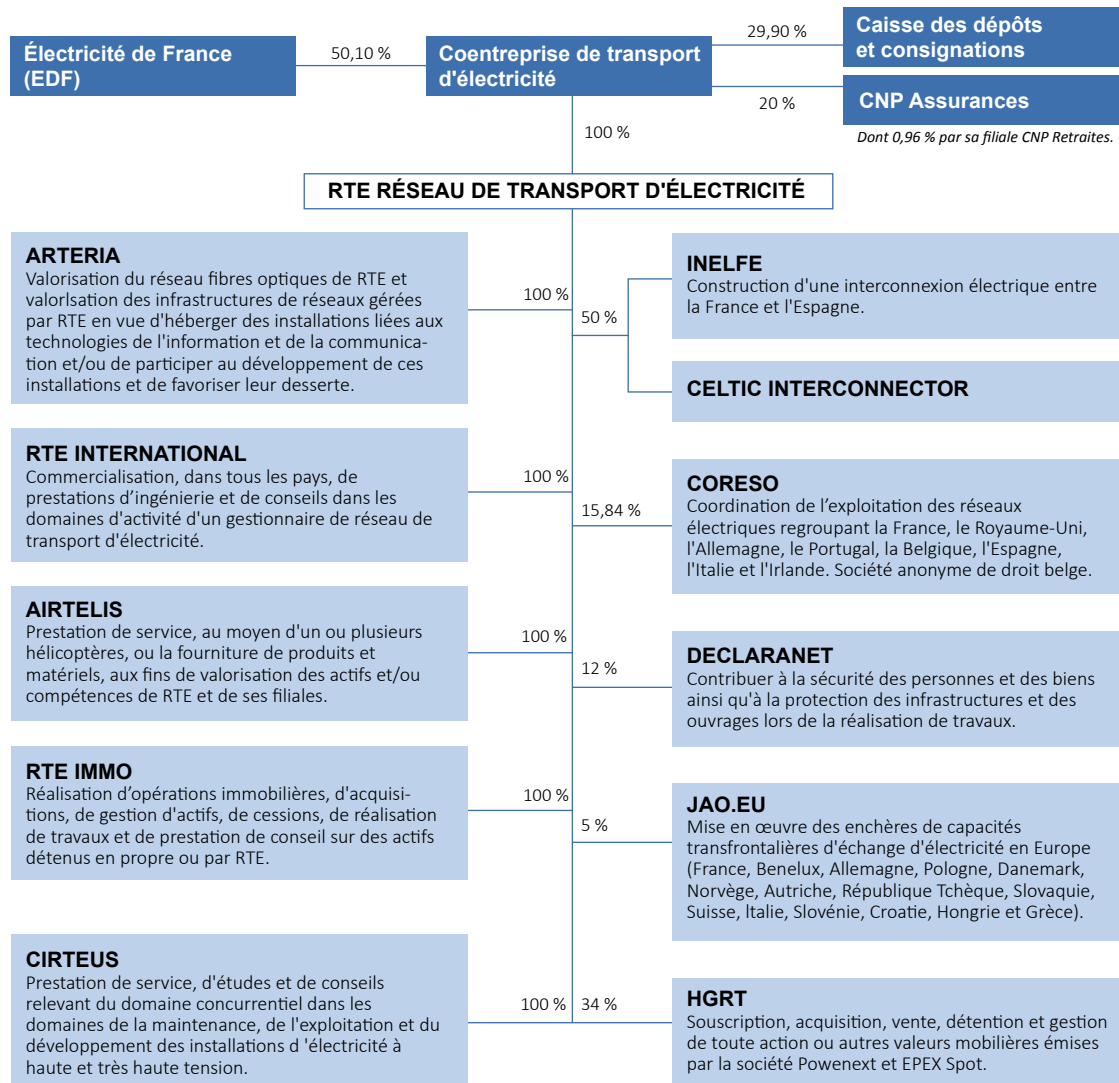 Électricité de France
(EDF)
50,10 %
Coentreprise de transport
d'électricité
29,90 %
Caisse des dépôts
et consignations
20 %
CNP Assurances
Dont 0,96 % par sa filiale CNP Retraites.
100 %
RTE RÉSEAU DE TRANSPORT D'ÉLECTRICITÉ
ARTERIA
Valorisation du réseau fibres optiques de RTE et
valorlsation des infrastructures de réseaux gérées
par RTE en vue d'héberger des installations liées aux
technologies de l'information et de la communica-
tion et/ou de participer au développement de ces
installations et de favoriser leur desserte.
100 %
50 %
INELFE
Construction d'une interconnexion électrique entre
la France et l'Espagne.
CELTIC INTERCONNECTOR
RTE INTERNATIONAL
Commercialisation, dans tous les pays, de
prestations d’ingénierie et de conseils dans les
domaines d'activité d'un gestionnaire de réseau de
transport d'électricité.
100 %
15,84 %
CORESO
Coordination de l’exploitation des réseaux
électriques regroupant la France, le Royaume-Uni,
l'Allemagne, le Portugal, la Belgique, l'Espagne,
l'Italie et l'Irlande. Société anonyme de droit belge.
AIRTELIS
Prestation de service, au moyen d'un ou plusieurs
hélicoptères, ou la fourniture de produits et
matériels, aux fins de valorisation des actifs et/ou
compétences de RTE et de ses filiales.
100 %
12 %
DECLARANET
Contribuer à la sécurité des personnes et des biens
ainsi qu'à la protection des infrastructures et des
ouvrages lors de la réalisation de travaux.
RTE IMMO
Réalisation d’opérations immobilières, d'acquisi-
tions, de gestion d'actifs, de cessions, de réalisation
de travaux et de prestation de conseil sur des actifs
détenus en propre ou par RTE.
100 %
5 %
JAO.EU
Mise en œuvre des enchères de capacités
transfrontalières d'échange d'électricité en Europe
(France, Benelux, Allemagne, Pologne, Danemark,
Norvège, Autriche, République Tchèque, Slovaquie,
Suisse, ltalie, Slovénie, Croatie, Hongrie et Grèce).
CIRTEUS
Prestation de service, d'études et de conseils
relevant du domaine concurrentiel dans les
domaines de la maintenance, de l'exploitation et du
développement des installations d 'électricité à
haute et très haute tension.
100 %
34 %
HGRT
Souscription, acquisition, vente, détention et gestion
de toute action ou autres valeurs mobilières émises
par la société Powenext et EPEX Spot.